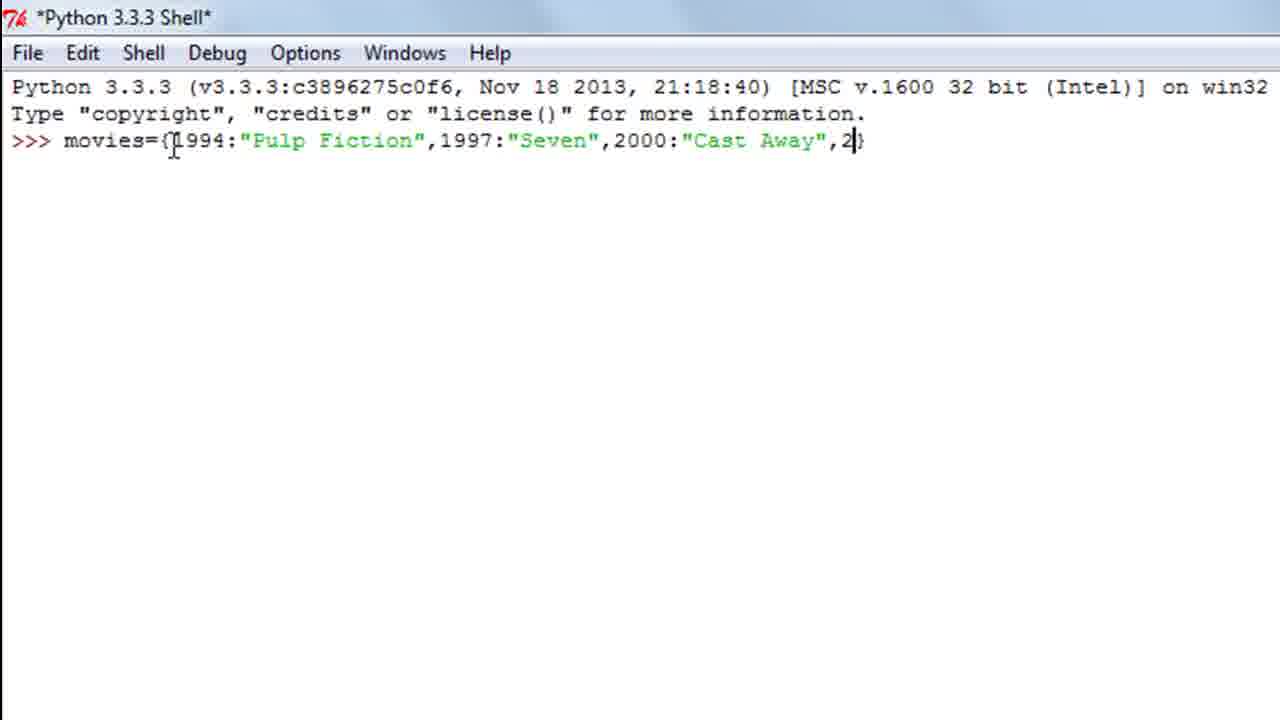 *Python 3.3.3 Shell*
File Edit Shell Debug Options Windows Help
Python 3.3.3 (v3.3.3:c3896275c0f6, Nov 18 2013, 21:18:40) [MSC v.1600 32 bit (Intel)] on win32
Type "copyright", "credits" or "license()" for more information.
>>> movies={1994:"Pulp Fiction",1997:"Seven",2000:"Cast Away",2}